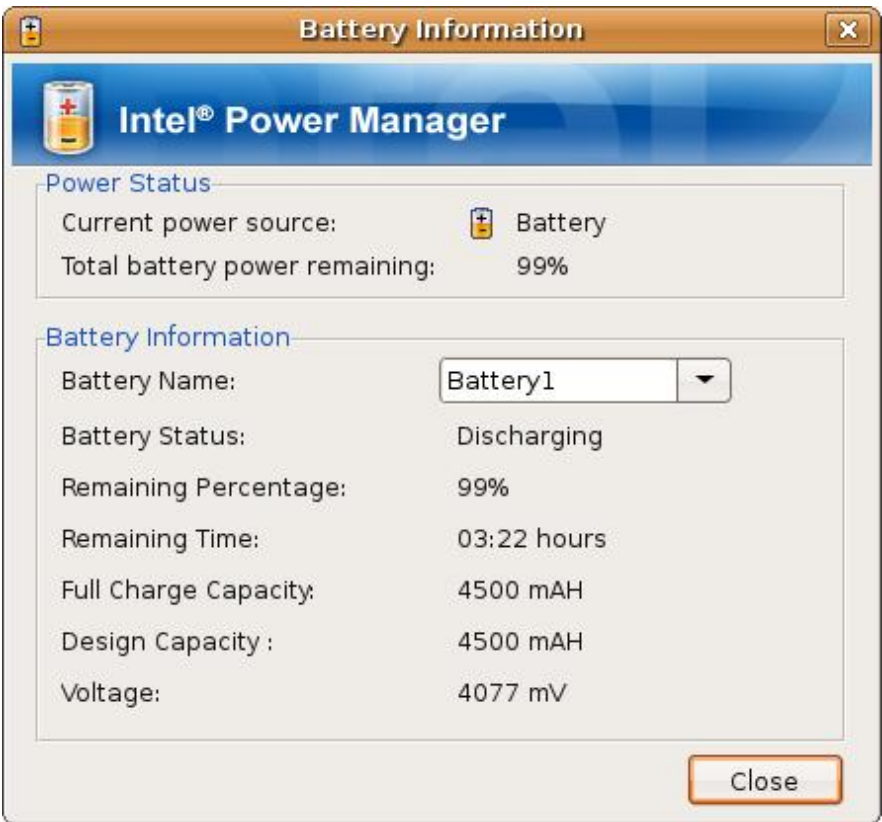 Battery Information
Intel® Power Manager
Power Status
Current power source: Battery
Total battery power remaining: 99%
Battery Information
Battery Name: Battery1
Battery Status: Discharging
Remaining Percentage: 99%
Remaining Time: 03:22 hours
Full Charge Capacity: 4500 mAH
Design Capacity : 4500 mAH
Voltage: 4077 mV
Close